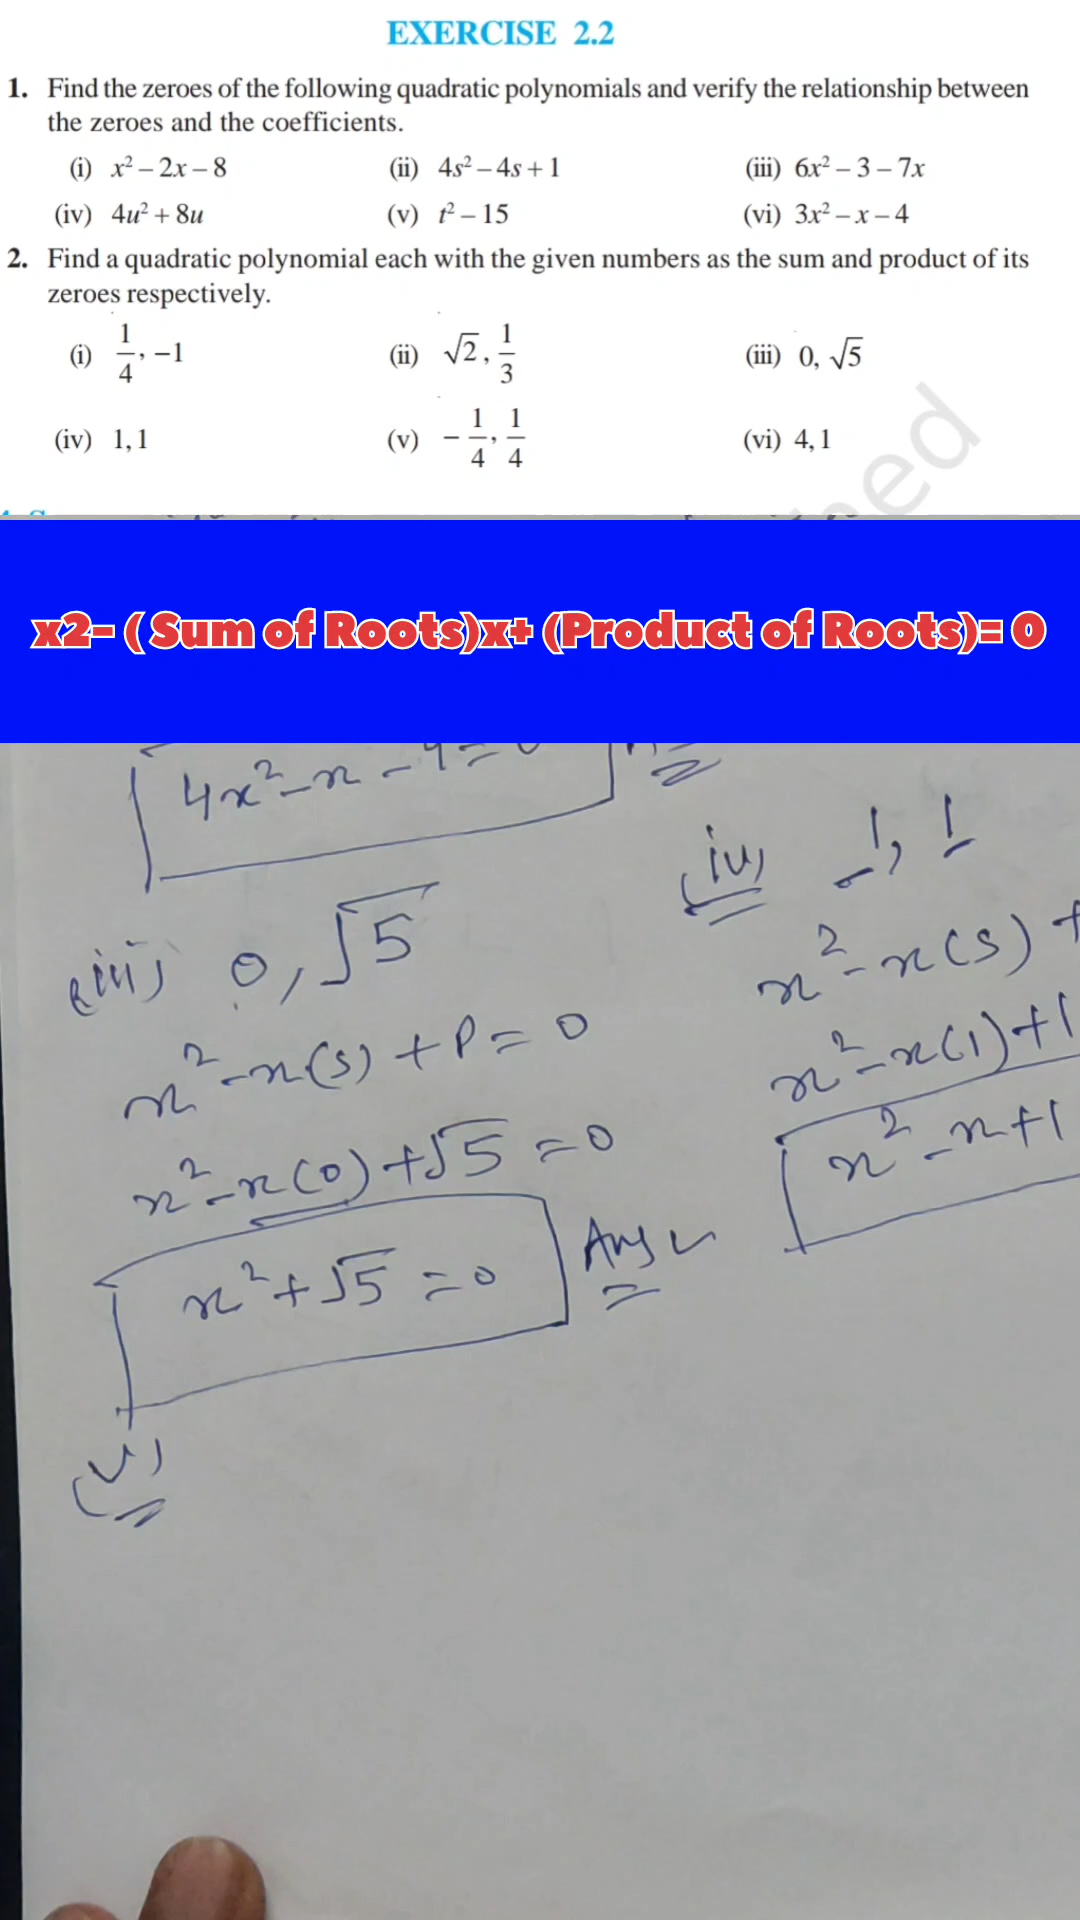 EXERCISE 2.2
1. Find the zeroes of the following quadratic polynomials and verify the relationship between
the zeroes and the coefficients.
(i) x² – 2x – 8 (ii) 4s² – 4s + 1 (iii) 6x² – 3 – 7x
(iv) 4u² + 8u (v) t² – 15 (vi) 3x² – x – 4
2. Find a quadratic polynomial each with the given numbers as the sum and product of its
zeroes respectively.
(i) 1/4, –1 (ii) √2, 1/3 (iii) 0, √5
(iv) 1, 1 (v) –1/4, 1/4 (vi) 4, 1
x2- (Sum of Roots)x+ (Product of Roots)= 0
4x²-x-4=0
(iii) 0, √5
x²-x(s)+P=0
x²-x(0)+√5=0
x²+√5=0 Ans
(iv) 1, 1
x²-x(s)+
x²-x(1)+1
x²-x+1
(v)